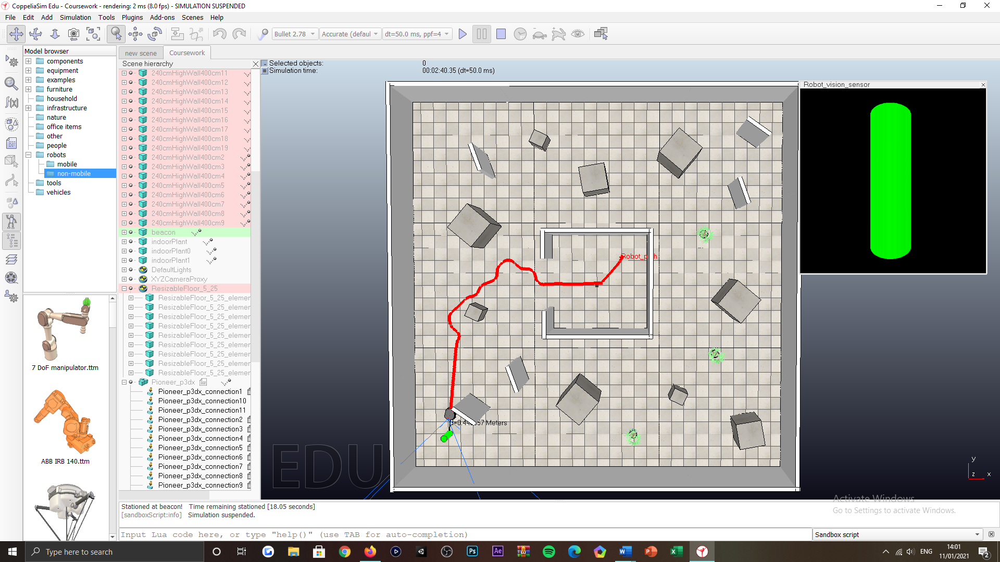 CoppeliaSim Edu - Coursework - rendering: 2 ms (8.0 fps) - SIMULATION SUSPENDED
File Edit Add Simulation Tools Plugins Add-ons Scenes Help
Bullet 2.78 Accurate (defaul dt=50.0 ms, ppf=4
Model browser
components
equipment
examples
furniture
household
infrastructure
nature
office items
other
people
robots
mobile
non-mobile
tools
vehicles
7 DoF manipulator.ttm
ABB IRB 140.ttm
new scene Coursework
Scene hierarchy
240cmHighWall400cm11
240cmHighWall400cm12
240cmHighWall400cm13
240cmHighWall400cm14
240cmHighWall400cm15
240cmHighWall400cm16
240cmHighWall400cm17
240cmHighWall400cm18
240cmHighWall400cm19
240cmHighWall400cm2
240cmHighWall400cm3
240cmHighWall400cm4
240cmHighWall400cm5
240cmHighWall400cm6
240cmHighWall400cm7
240cmHighWall400cm8
240cmHighWall400cm9
beacon
indoorPlant
indoorPlant0
indoorPlant1
DefaultLights
XYZCameraProxy
ResizableFloor_5_25
ResizableFloor_5_25_elemer
ResizableFloor_5_25_elemer
ResizableFloor_5_25_elemer
ResizableFloor_5_25_elemer
ResizableFloor_5_25_elemer
ResizableFloor_5_25_elemer
ResizableFloor_5_25_elemer
ResizableFloor_5_25_elemer
ResizableFloor_5_25_elemer
Pioneer_p3dx
Pioneer_p3dx_connection1
Pioneer_p3dx_connection10
Pioneer_p3dx_connection11
Pioneer_p3dx_connection2
Pioneer_p3dx_connection3
Pioneer_p3dx_connection4
Pioneer_p3dx_connection5
Pioneer_p3dx_connection6
Pioneer_p3dx_connection7
Pioneer_p3dx_connection8
Pioneer_p3dx_connection9
Selected objects: 0
Simulation time: 00:02:40.35 (dt=50.0 ms)
Robot_vision_sensor
Meters
EDU
y
z x
Activate Windows
Go to Settings to activate Windows.
Stationed at beacon! Time remaining stationed [18.05 seconds]
[sandboxScript:info] Simulation suspended.
Input Lua code here, or type "help()" (use TAB for auto-completion)
Sandbox script
Type here to search
Ps Ae
ENG
14:01
11/01/2021
2